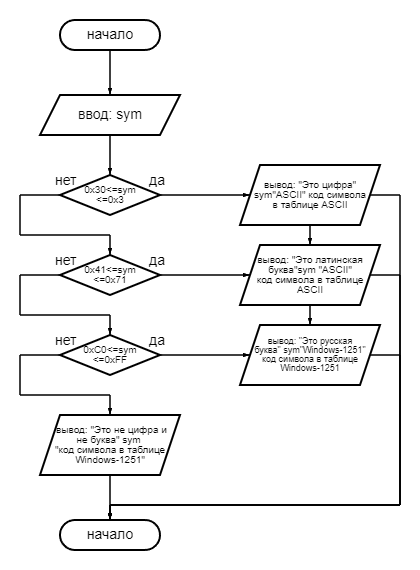 начало
ввод: sym
нет
да
0x30<=sym
<=0x3
вывод: "Это цифра"
sym"ASCII" код символа
в таблице ASCII
нет
да
0x41<=sym
<=0x71
вывод: "Это латинская
буква"sym "ASCII"
код символа в таблице
ASCII
нет
да
0xC0<=sym
<=0xFF
вывод: "Это русская
буква" sym"Windows-1251"
код символа в таблице
Windows-1251
вывод: "Это не цифра и
не буква" sym
"код символа в таблице
Windows-1251"
начало